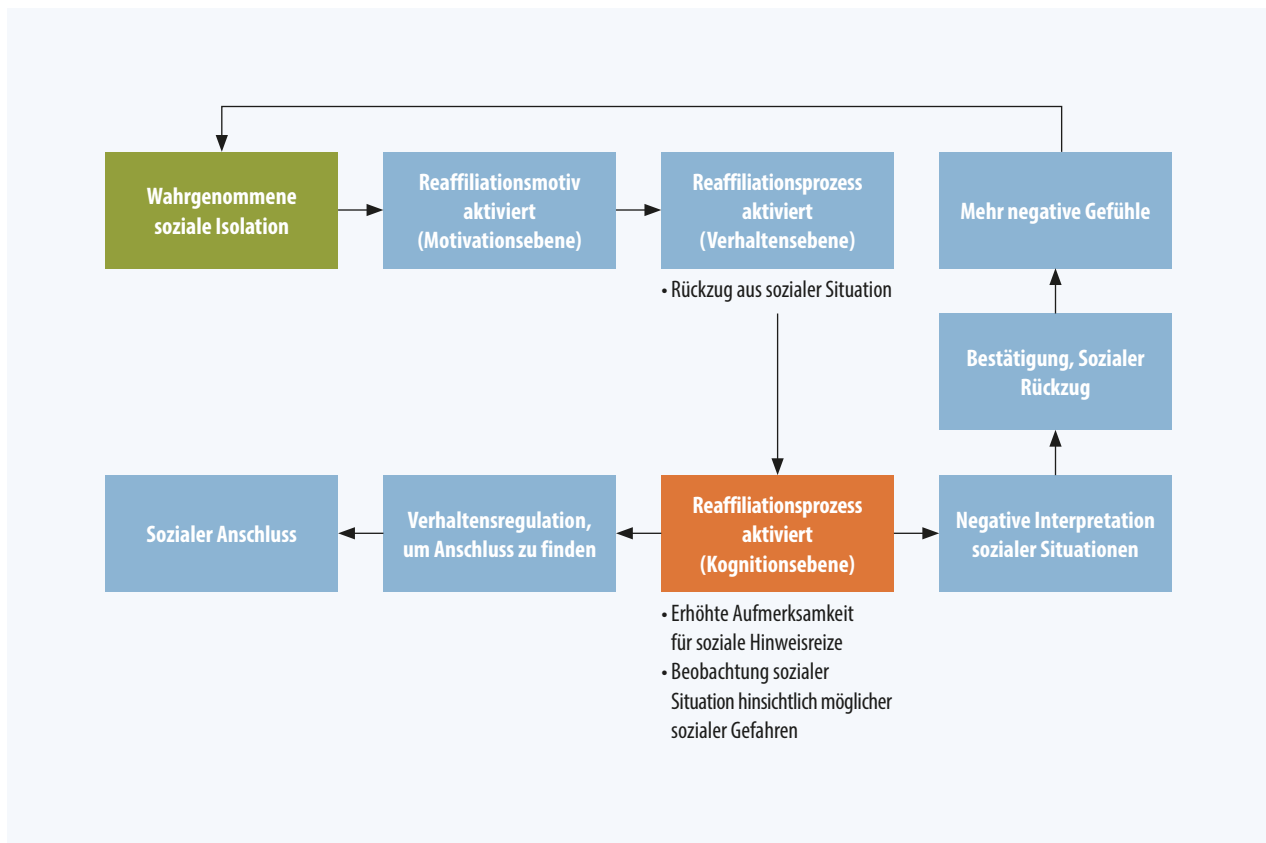 Wahrgenommene
soziale Isolation
Reaffiliationsmotiv
aktiviert
(Motivationsebene)
Reaffiliationsprozess
aktiviert
(Verhaltensebene)
• Rückzug aus sozialer Situation
Mehr negative Gefühle
Bestätigung, Sozialer
Rückzug
Sozialer Anschluss
Verhaltensregulation,
um Anschluss zu finden
Reaffiliationsprozess
aktiviert
(Kognitionsebene)
• Erhöhte Aufmerksamkeit
für soziale Hinweisreize
• Beobachtung sozialer
Situation hinsichtlich möglicher
sozialer Gefahren
Negative Interpretation
sozialer Situationen